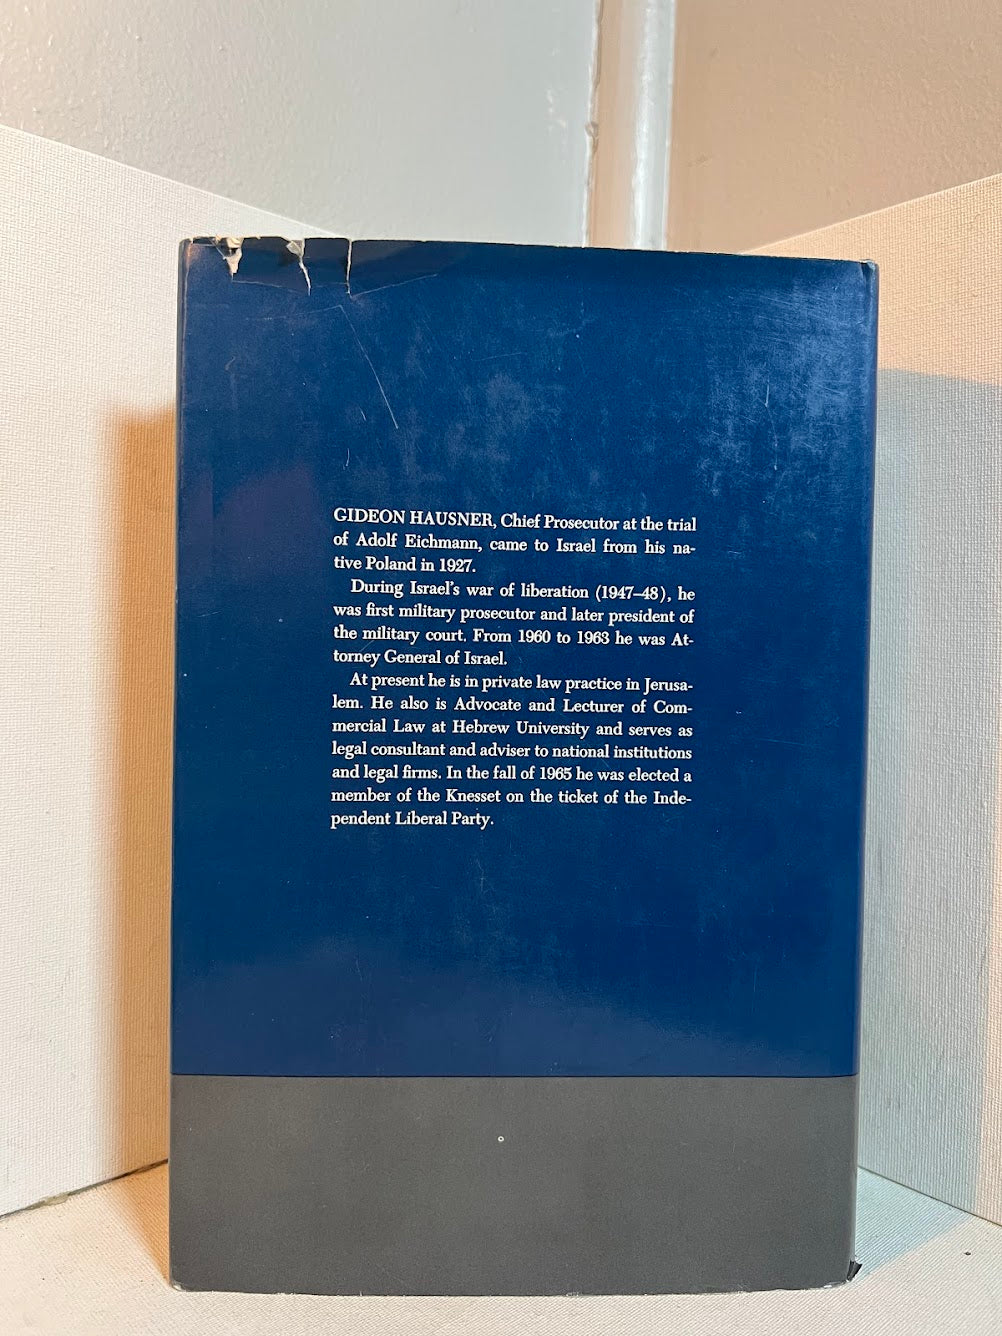 GIDEON HAUSNER, Chief Prosecutor at the trial
of Adolf Eichmann, came to Israel from his na-
tive Poland in 1927.
During Israel's war of liberation (1947–48), he
was first military prosecutor and later president of
the military court. From 1960 to 1963 he was At-
torney General of Israel.
At present he is in private law practice in Jerusa-
lem. He also is Advocate and Lecturer of Com-
mercial Law at Hebrew University and serves as
legal consultant and adviser to national institutions
and legal firms. In the fall of 1965 he was elected a
member of the Knesset on the ticket of the Inde-
pendent Liberal Party.